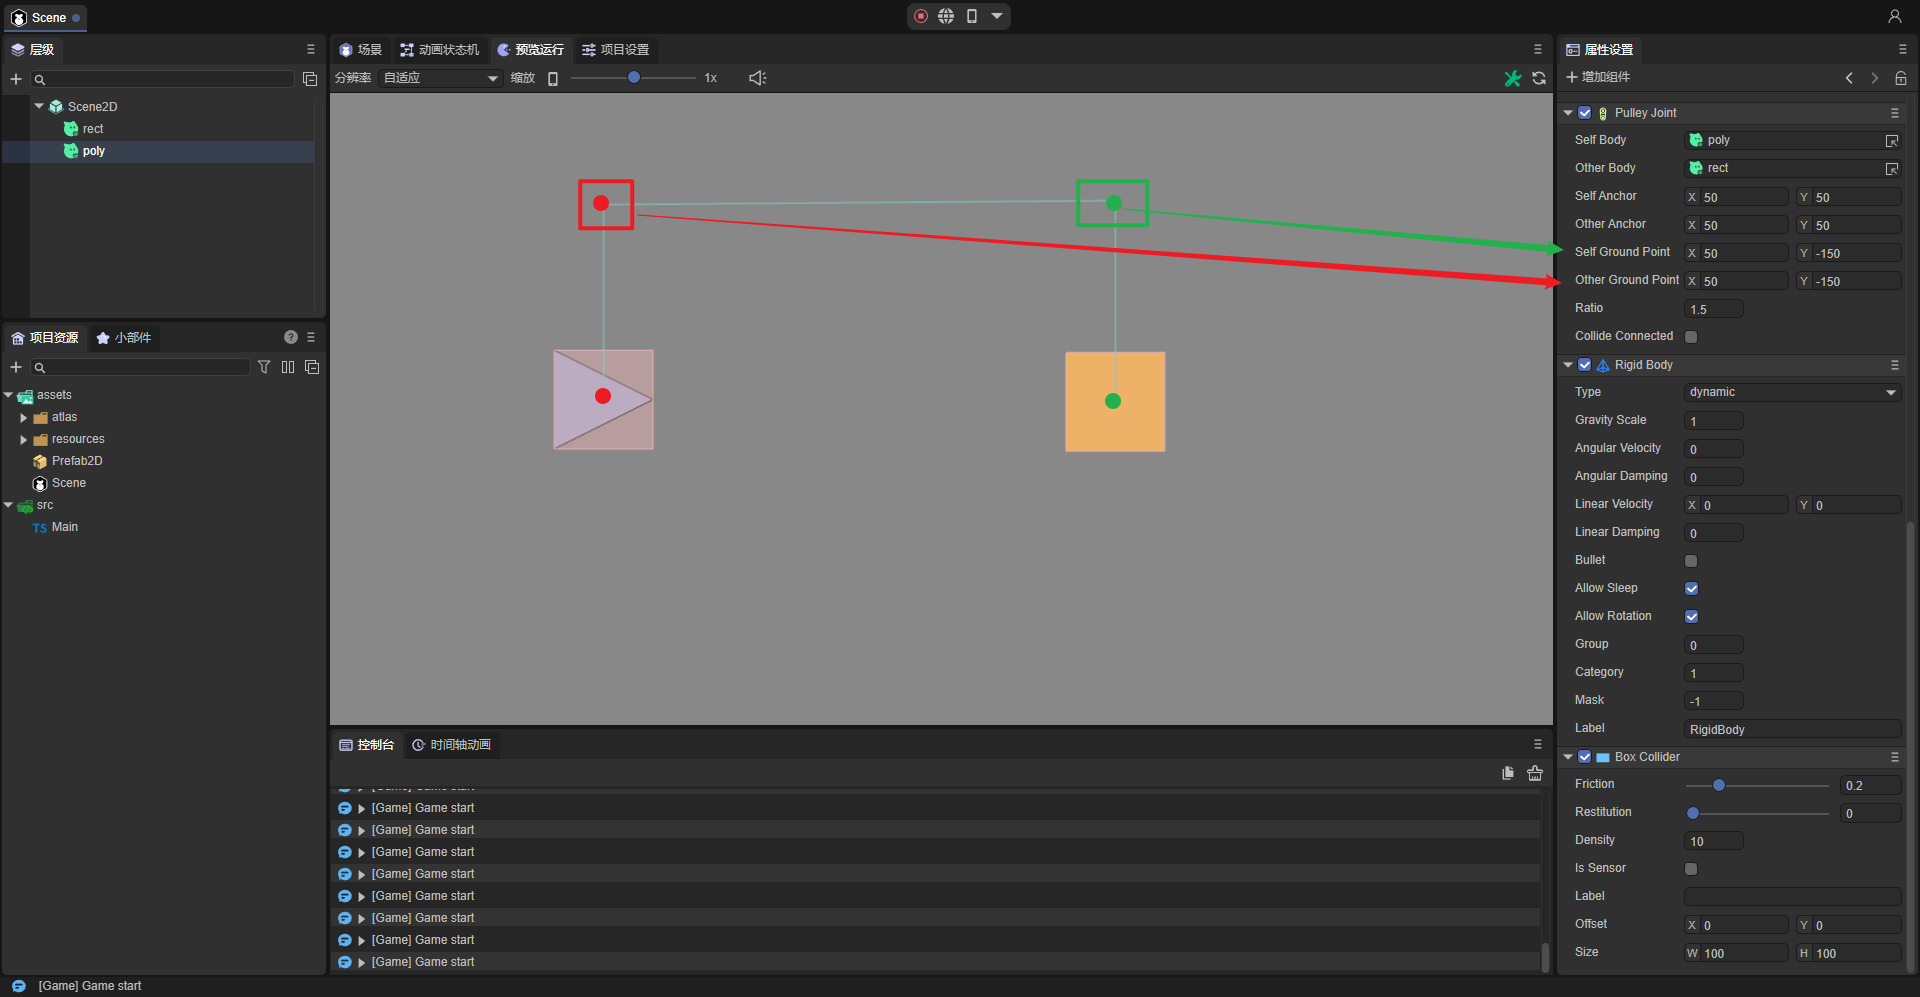 Scene
层级
Scene2D
rect
poly
项目资源
小部件
assets
atlas
resources
Prefab2D
Scene
src
TS Main
场景
动画状态机
预览运行
项目设置
分辨率
自适应
缩放
1x
控制台
时间轴动画
[Game] Game start
[Game] Game start
[Game] Game start
[Game] Game start
[Game] Game start
[Game] Game start
[Game] Game start
[Game] Game start
[Game] Game start
属性设置
增加组件
Pulley Joint
Self Body poly
Other Body rect
Self Anchor X 50 Y 50
Other Anchor X 50 Y 50
Self Ground Point X 50 Y -150
Other Ground Point X 50 Y -150
Ratio 1.5
Collide Connected
Rigid Body
Type dynamic
Gravity Scale 1
Angular Velocity 0
Angular Damping 0
Linear Velocity X 0 Y 0
Linear Damping 0
Bullet
Allow Sleep
Allow Rotation
Group 0
Category 1
Mask -1
Label RigidBody
Box Collider
Friction 0.2
Restitution 0
Density 10
Is Sensor
Label
Offset X 0 Y 0
Size W 100 H 100
[Game] Game start